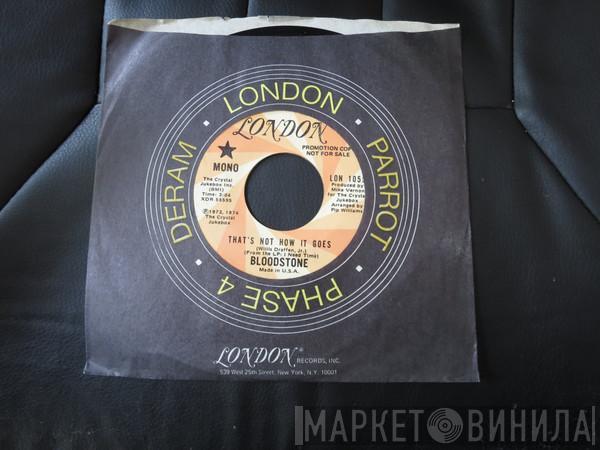 LONDON
PARROT
PHASE 4
DERAM
LONDON
PROMOTION COP
NOT FOR SALE
MONO
The Crystal
Jukebox Inc.
(BMI)
Time: 3:04
XDR 58595
℗1973, 1974
The Crystal
Jukebox
LON 105
Produced by
Mike Vernon
for The Crystal
Arranged by
Pip Williams
THAT'S NOT HOW IT GOES
(Willis Draffen, Jr.)
(From the LP: I Need Time)
BLOODSTONE
Made in U.S.A.
LONDON® RECORDS, INC.
539 West 25th Street, New York, N.Y. 10001
МАРКЕТ ВИНИЛА